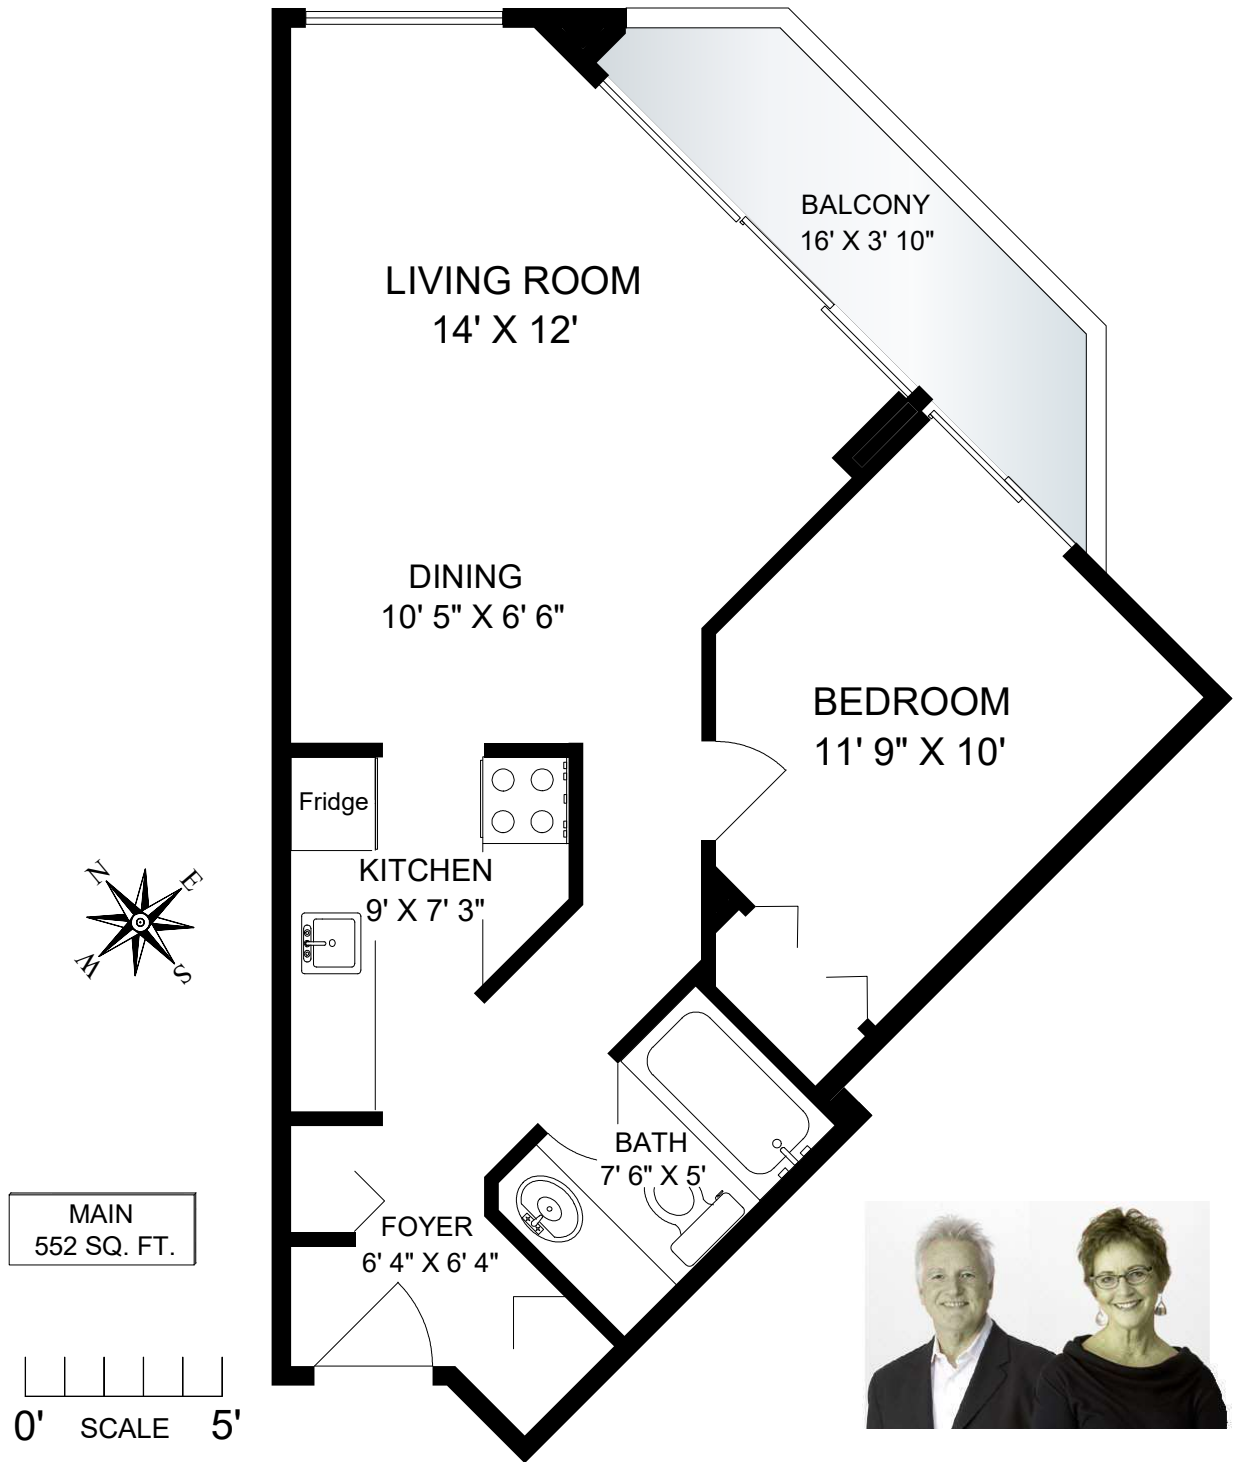 BALCONY
16' X 3' 10"
LIVING ROOM
14' X 12'
DINING
10' 5" X 6' 6"
BEDROOM
11' 9" X 10'
Fridge
KITCHEN
9' X 7' 3"
N
E
W
S
BATH
7' 6" X 5'
MAIN
552 SQ. FT.
FOYER
6' 4" X 6' 4"
0' SCALE 5'